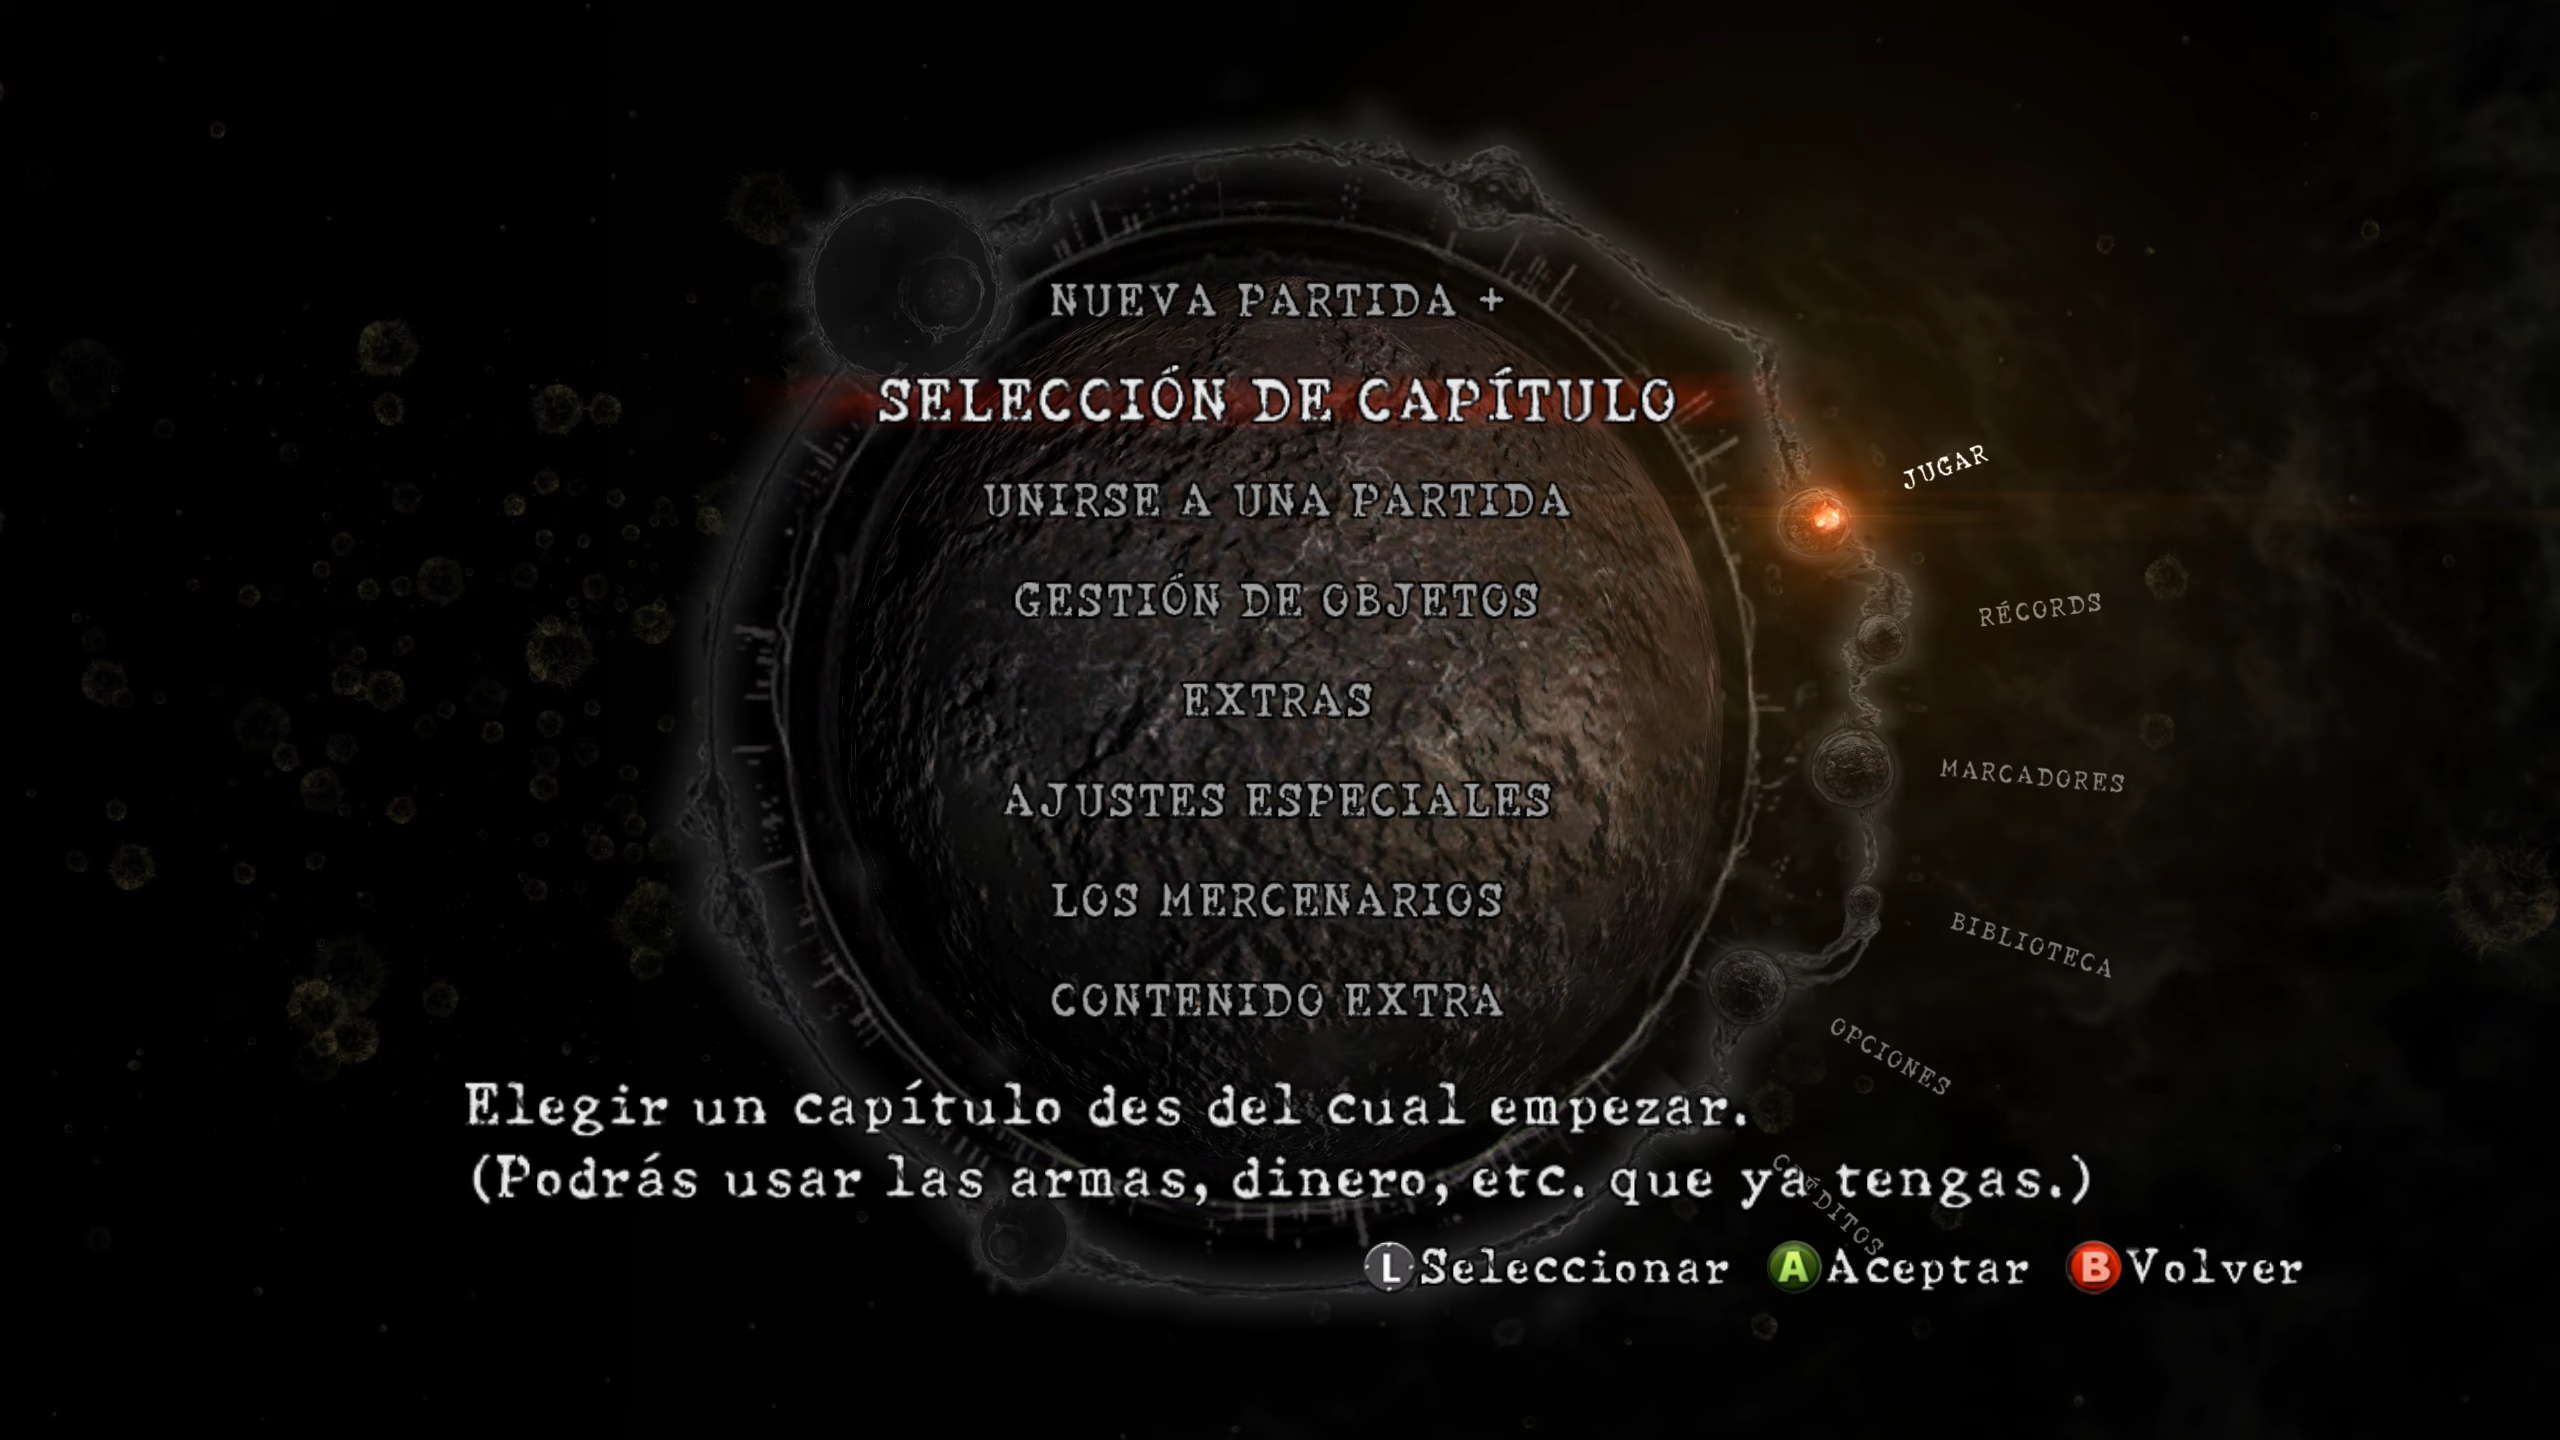 NUEVA PARTIDA +
SELECCIÓN DE CAPÍTULO
UNIRSE A UNA PARTIDA
GESTIÓN DE OBJETOS
EXTRAS
AJUSTES ESPECIALES
LOS MERCENARIOS
CONTENIDO EXTRA
JUGAR
RÉCORDS
MARCADORES
BIBLIOTECA
OPCIONES
CRÉDITOS
Elegir un capítulo des del cual empezar.
(Podrás usar las armas, dinero, etc. que ya tengas.)
L Seleccionar A Aceptar B Volver